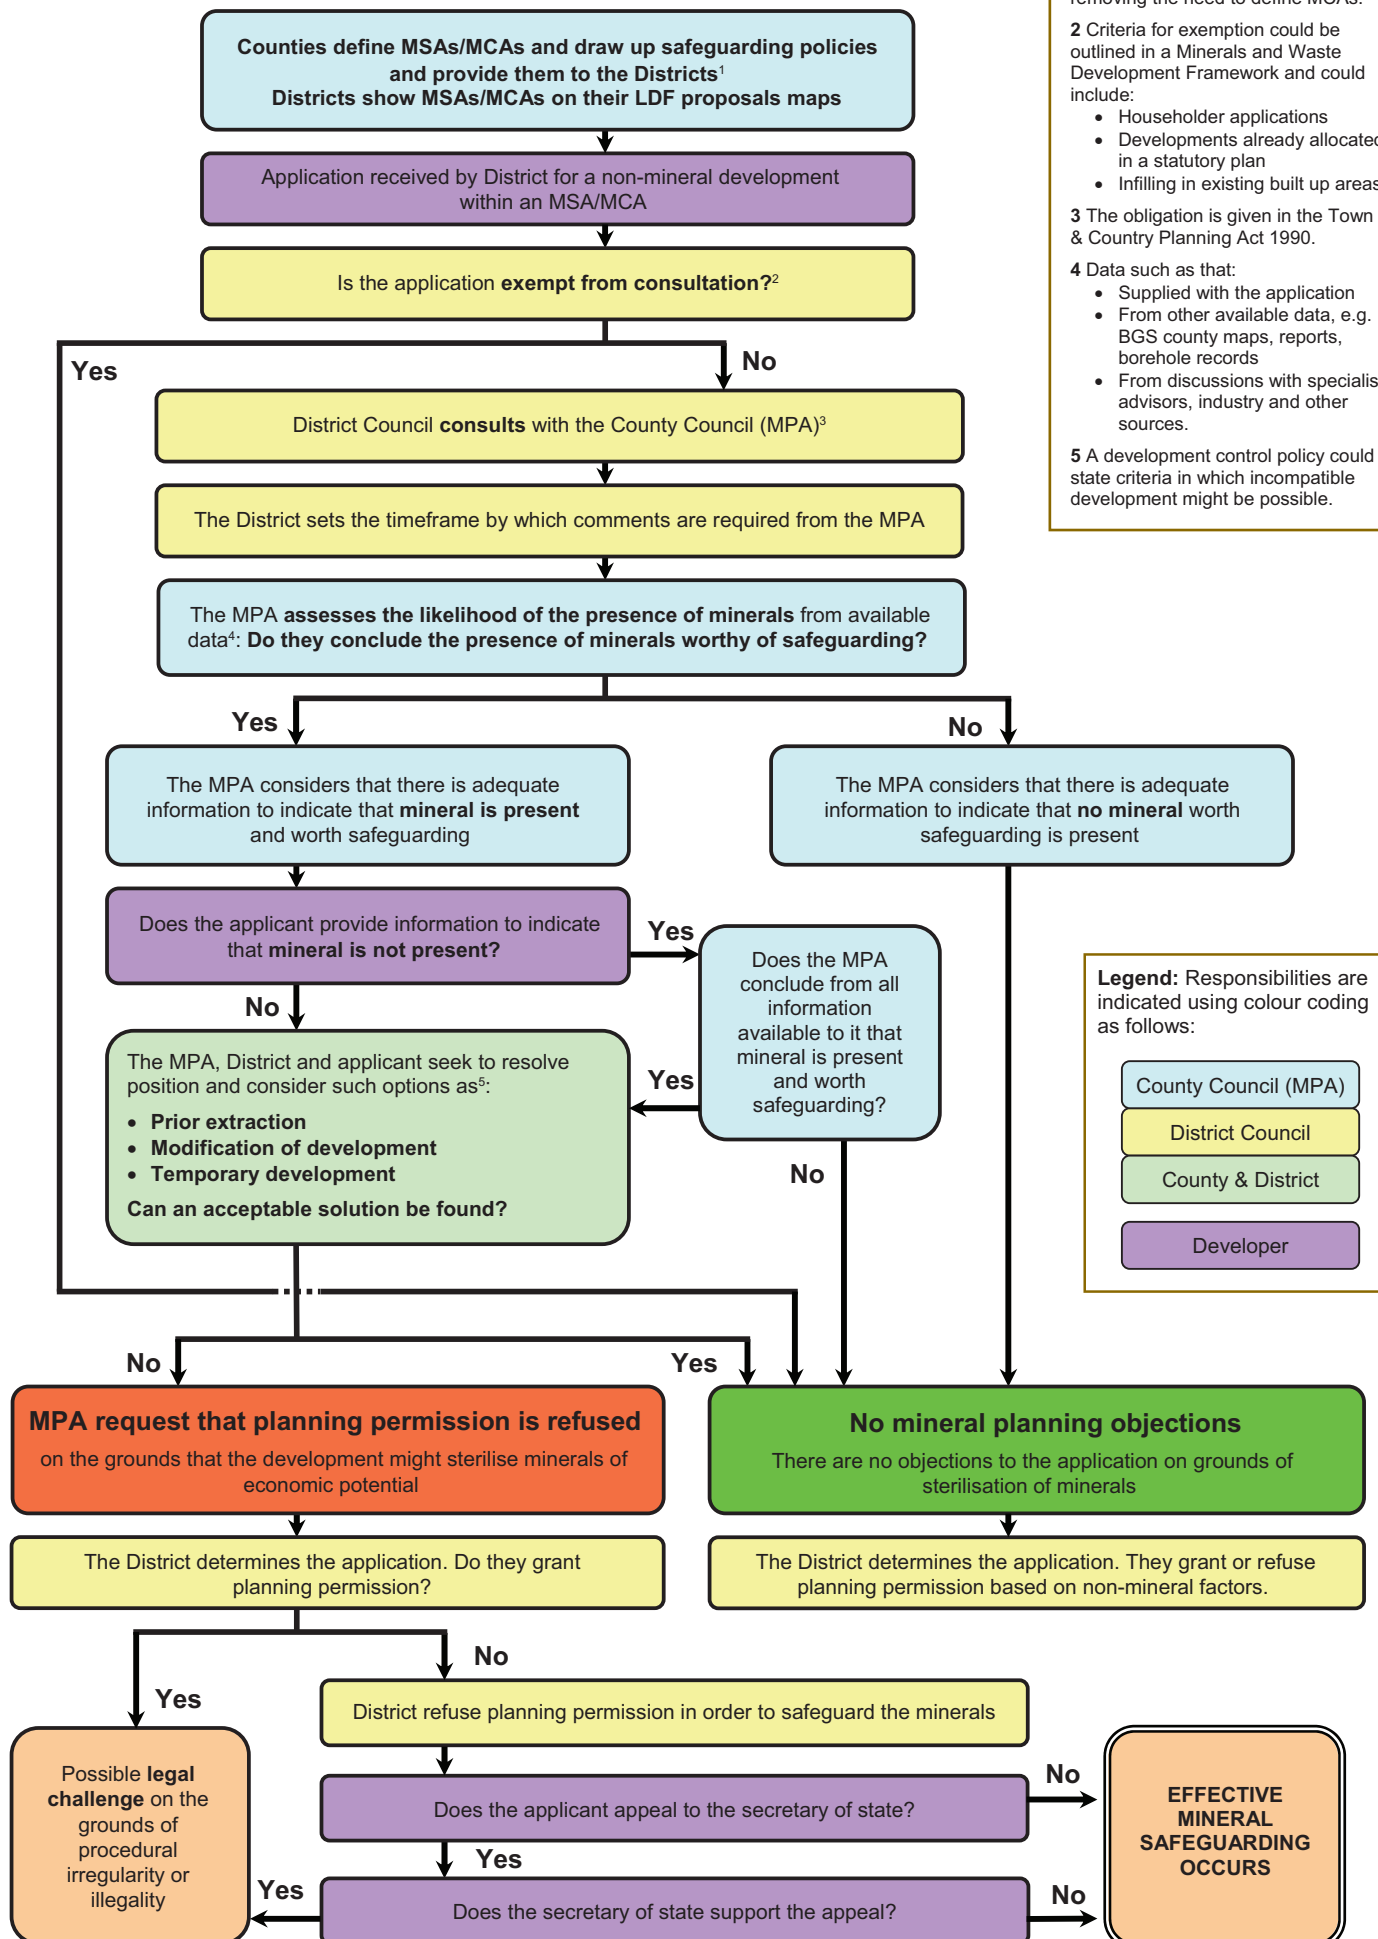 Counties define MSAs/MCAs and draw up safeguarding policies
and provide them to the Districts1
Districts show MSAs/MCAs on their LDF proposals maps
Application received by District for a non-mineral development
within an MSA/MCA
Is the application exempt from consultation?2
Yes
No
District Council consults with the County Council (MPA)3
The District sets the timeframe by which comments are required from the MPA
The MPA assesses the likelihood of the presence of minerals from available
data4: Do they conclude the presence of minerals worthy of safeguarding?
Yes
No
The MPA considers that there is adequate
information to indicate that mineral is present
and worth safeguarding
The MPA considers that there is adequate
information to indicate that no mineral worth
safeguarding is present
Does the applicant provide information to indicate
that mineral is not present?
Yes
No
Does the MPA
conclude from all
information
available to it that
mineral is present
and worth
safeguarding?
Yes
No
The MPA, District and applicant seek to resolve
position and consider such options as5:
• Prior extraction
• Modification of development
• Temporary development
Can an acceptable solution be found?
No
Yes
MPA request that planning permission is refused
on the grounds that the development might sterilise minerals of
economic potential
No mineral planning objections
There are no objections to the application on grounds of
sterilisation of minerals
The District determines the application. Do they grant
planning permission?
The District determines the application. They grant or refuse
planning permission based on non-mineral factors.
Yes
No
District refuse planning permission in order to safeguard the minerals
Possible legal
challenge on the
grounds of
procedural
irregularity or
illegality
Does the applicant appeal to the secretary of state?
No
Yes
Does the secretary of state support the appeal?
Yes
No
EFFECTIVE
MINERAL
SAFEGUARDING
OCCURS
removing the need to define MCAs.
2 Criteria for exemption could be
outlined in a Minerals and Waste
Development Framework and could
include:
• Householder applications
• Developments already allocated
in a statutory plan
• Infilling in existing built up areas
3 The obligation is given in the Town
& Country Planning Act 1990.
4 Data such as that:
• Supplied with the application
• From other available data, e.g.
BGS county maps, reports,
borehole records
• From discussions with specialis
advisors, industry and other
sources.
5 A development control policy could
state criteria in which incompatible
development might be possible.
Legend: Responsibilities are
indicated using colour coding
as follows:
County Council (MPA)
District Council
County & District
Developer